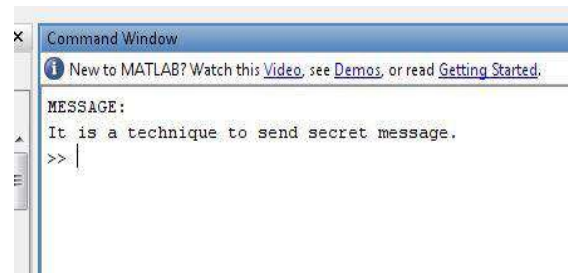 Command Window
New to MATLAB? Watch this Video, see Demos, or read Getting Started.
MESSAGE:
It is a technique to send secret message.
>>